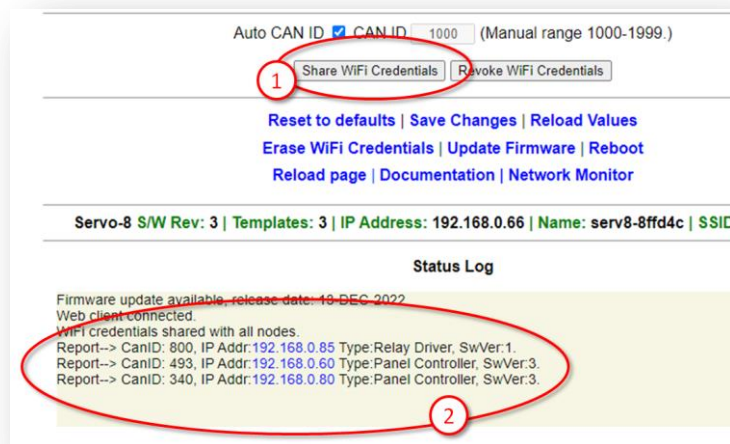 Auto CAN ID CAN ID 1000 (Manual range 1000-1999.)
1
Share WiFi Credentials Revoke WiFi Credentials
Reset to defaults | Save Changes | Reload Values
Erase WiFi Credentials | Update Firmware | Reboot
Reload page | Documentation | Network Monitor
Servo-8 S/W Rev: 3 | Templates: 3 | IP Address: 192.168.0.66 | Name: serv8-8ffd4c | SSID
Status Log
Firmware update available, release date: 13-DEC-2022
Web client connected.
WiFi credentials shared with all nodes.
Report--> CanID: 800, IP Addr:192.168.0.85 Type:Relay Driver, SwVer:1.
Report--> CanID: 493, IP Addr:192.168.0.60 Type:Panel Controller, SwVer:3.
Report--> CanID: 340, IP Addr:192.168.0.80 Type:Panel Controller, SwVer:3.
2